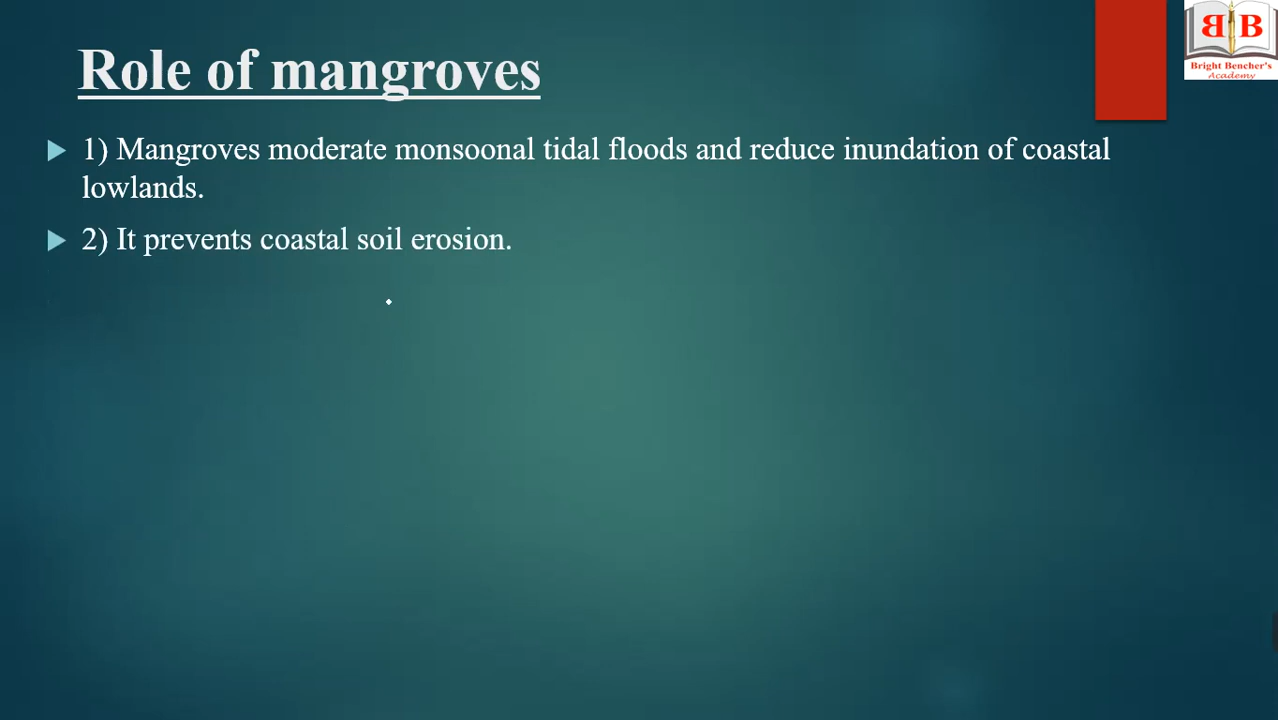 Role of mangroves
1) Mangroves moderate monsoonal tidal floods and reduce inundation of coastal
lowlands.
2) It prevents coastal soil erosion.
B B
Bright Bencher's
Academy